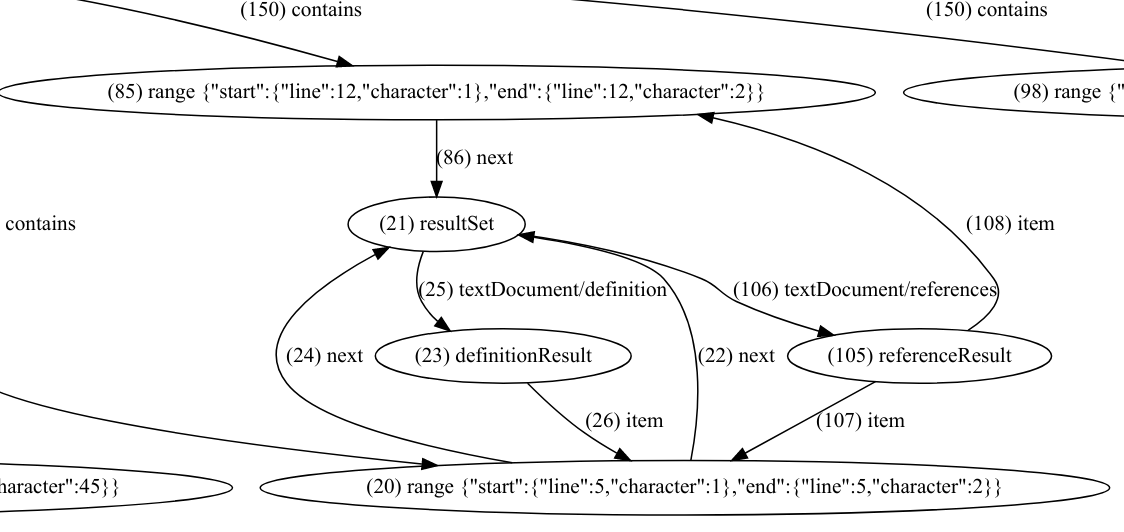 (150) contains
(150) contains
(85) range {"start":{"line":12,"character":1},"end":{"line":12,"character":2}}
(98) range {"
(86) next
contains
(21) resultSet
(108) item
(25) textDocument/definition
(106) textDocument/references
(24) next
(23) definitionResult
(22) next
(105) referenceResult
(26) item
(107) item
haracter":45}}
(20) range {"start":{"line":5,"character":1},"end":{"line":5,"character":2}}